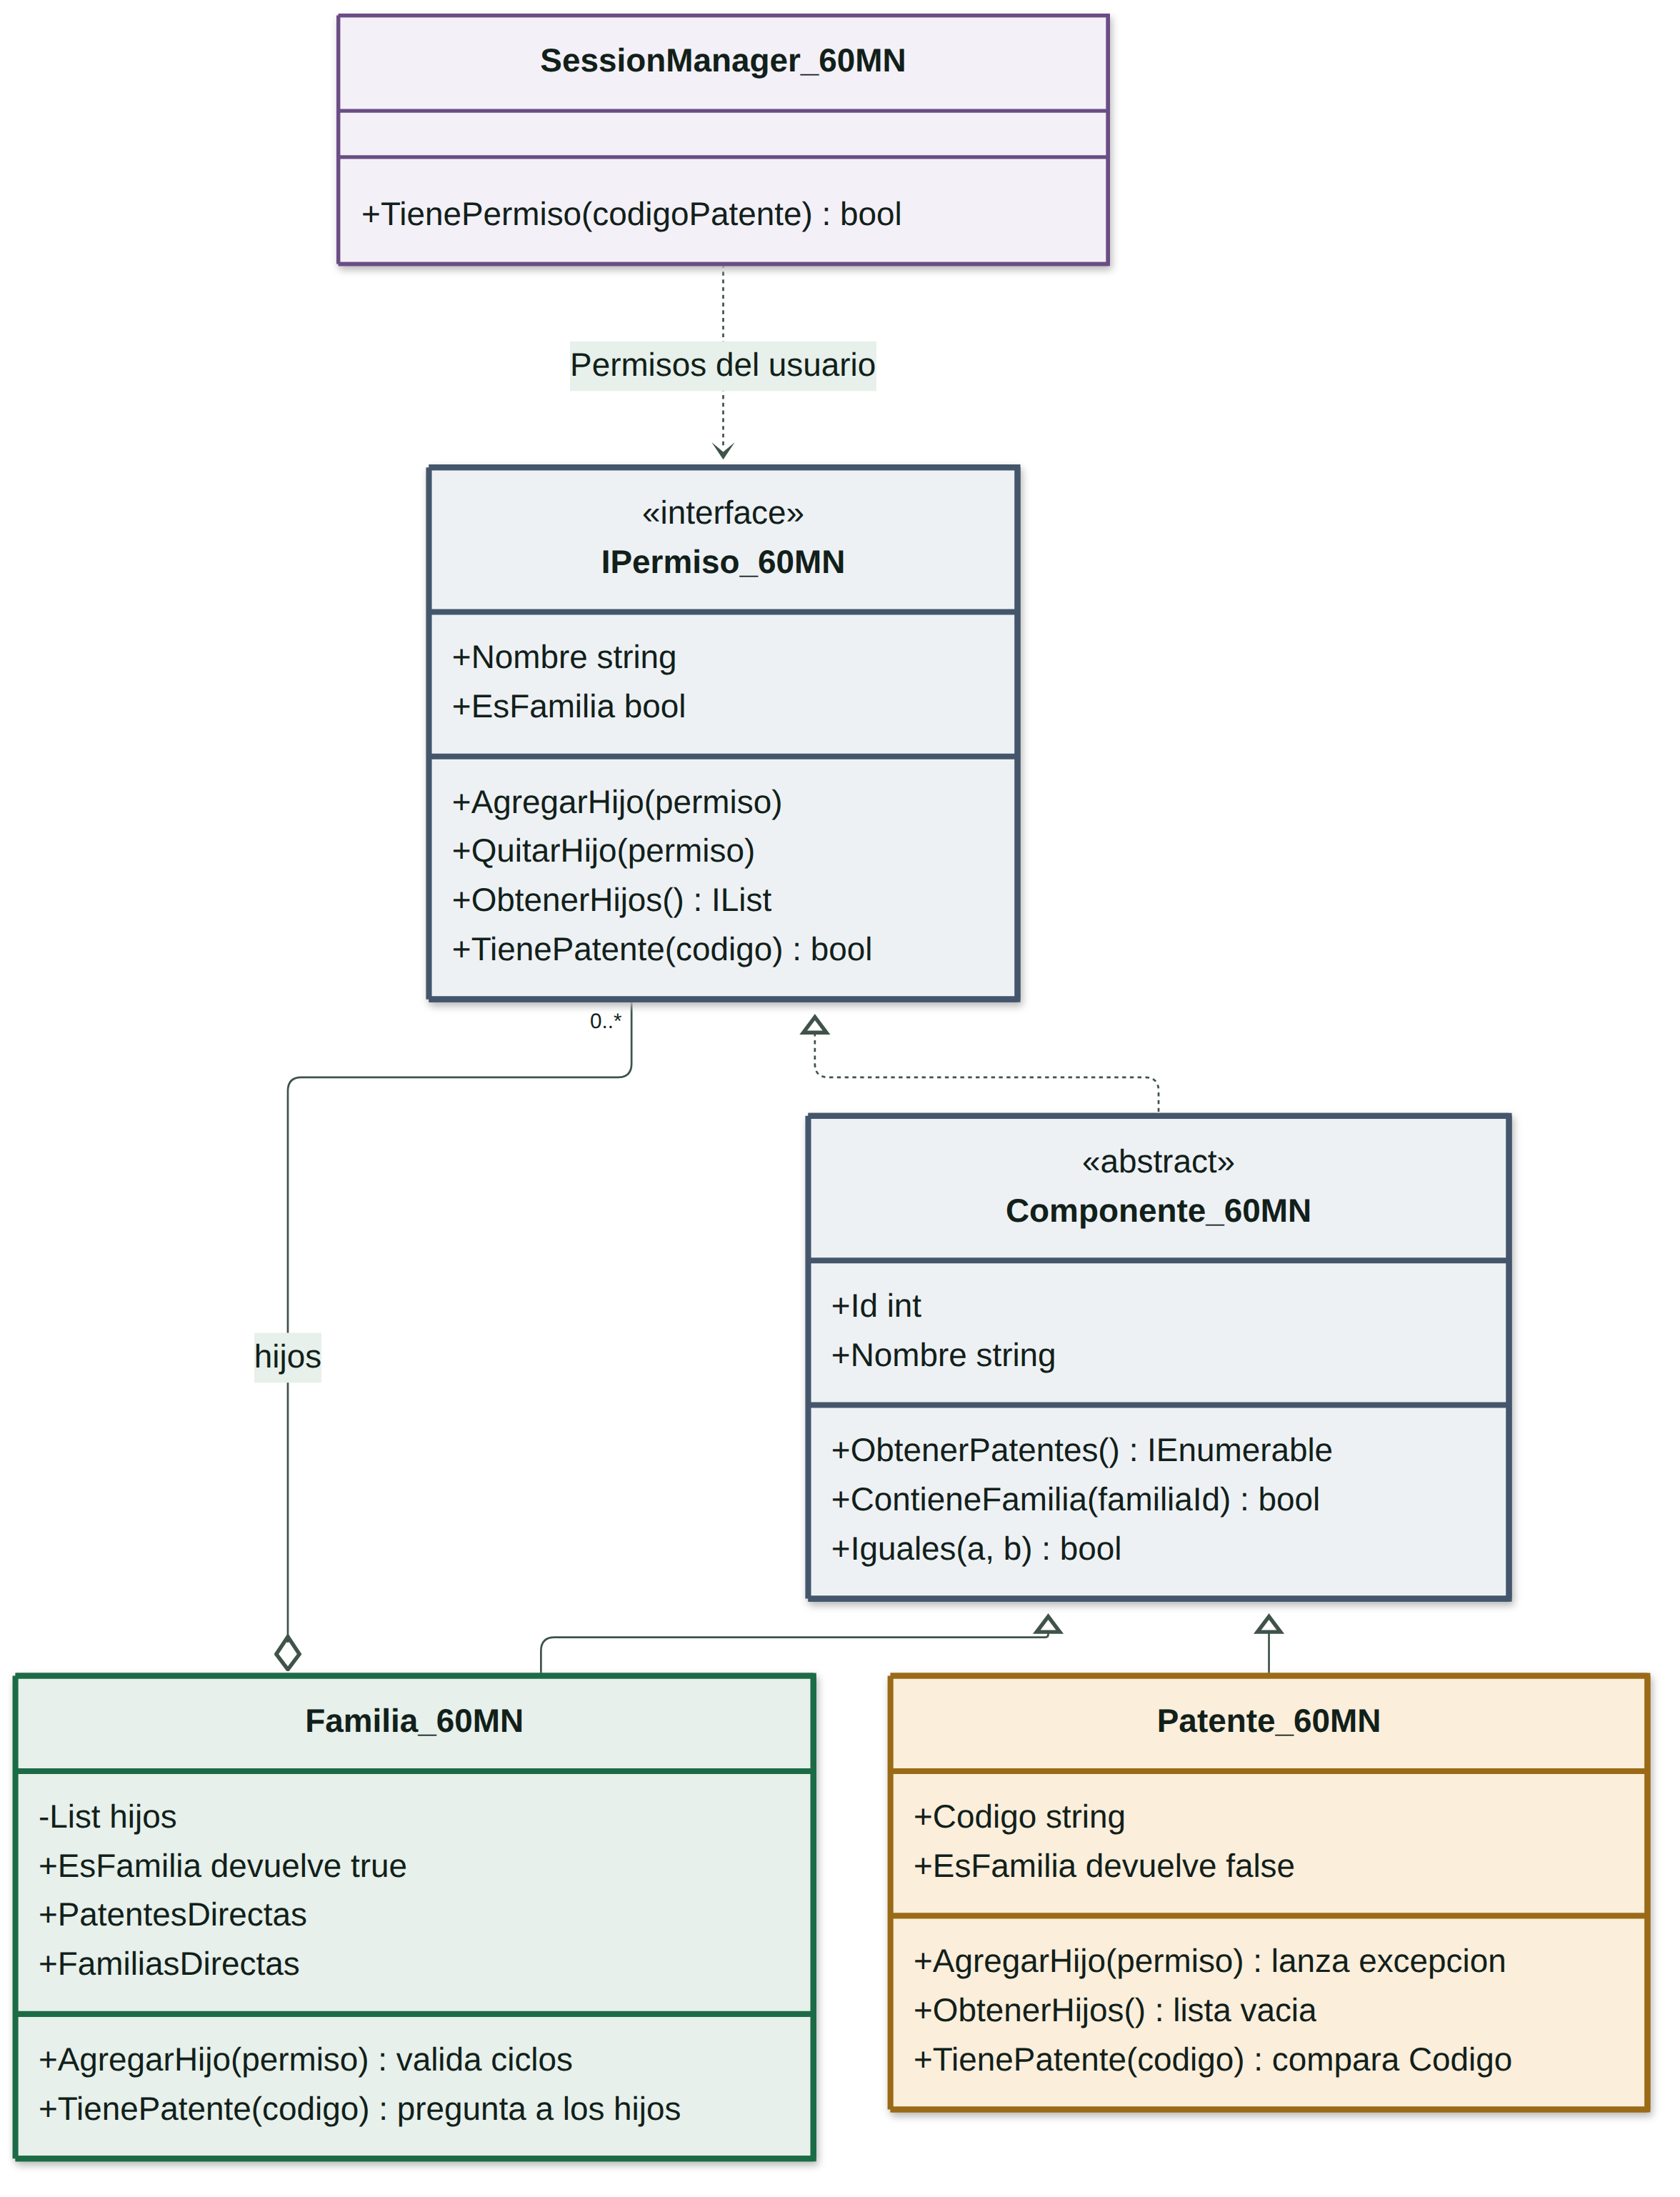 SessionManager_60MN
+TienePermiso(codigoPatente) : bool
Permisos del usuario
«interface»
IPermiso_60MN
+Nombre string
+EsFamilia bool
+AgregarHijo(permiso)
+QuitarHijo(permiso)
+ObtenerHijos() : IList
+TienePatente(codigo) : bool
0..*
«abstract»
Componente_60MN
+Id int
+Nombre string
+ObtenerPatentes() : IEnumerable
+ContieneFamilia(familiaId) : bool
+Iguales(a, b) : bool
hijos
Familia_60MN
-List hijos
+EsFamilia devuelve true
+PatentesDirectas
+FamiliasDirectas
+AgregarHijo(permiso) : valida ciclos
+TienePatente(codigo) : pregunta a los hijos
Patente_60MN
+Codigo string
+EsFamilia devuelve false
+AgregarHijo(permiso) : lanza excepcion
+ObtenerHijos() : lista vacia
+TienePatente(codigo) : compara Codigo